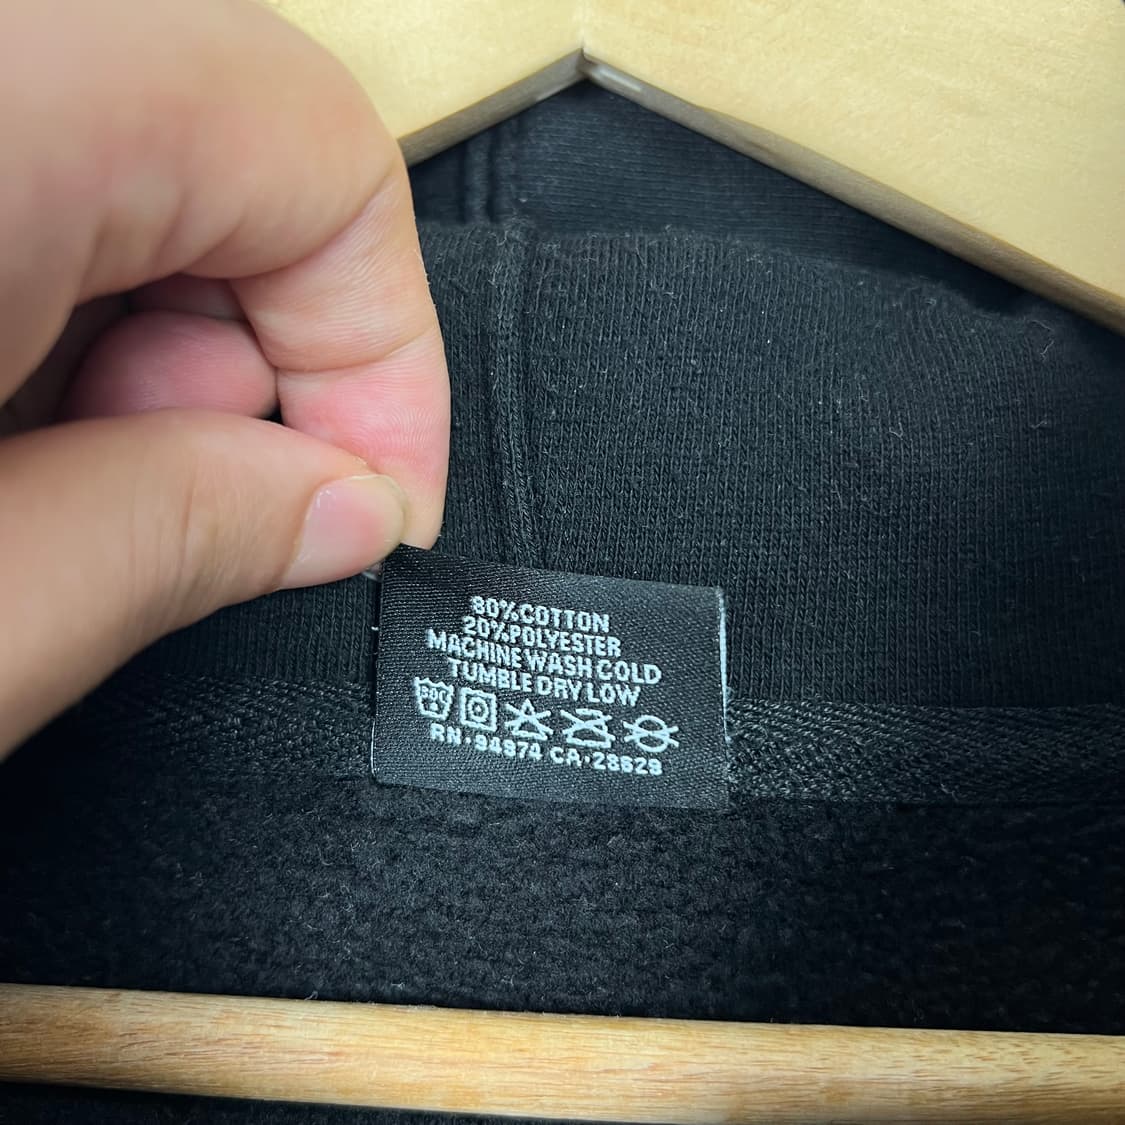 80%COTTON
20%POLYESTER
MACHINE WASH COLD
TUMBLE DRY LOW
RN·94974 CA·28629